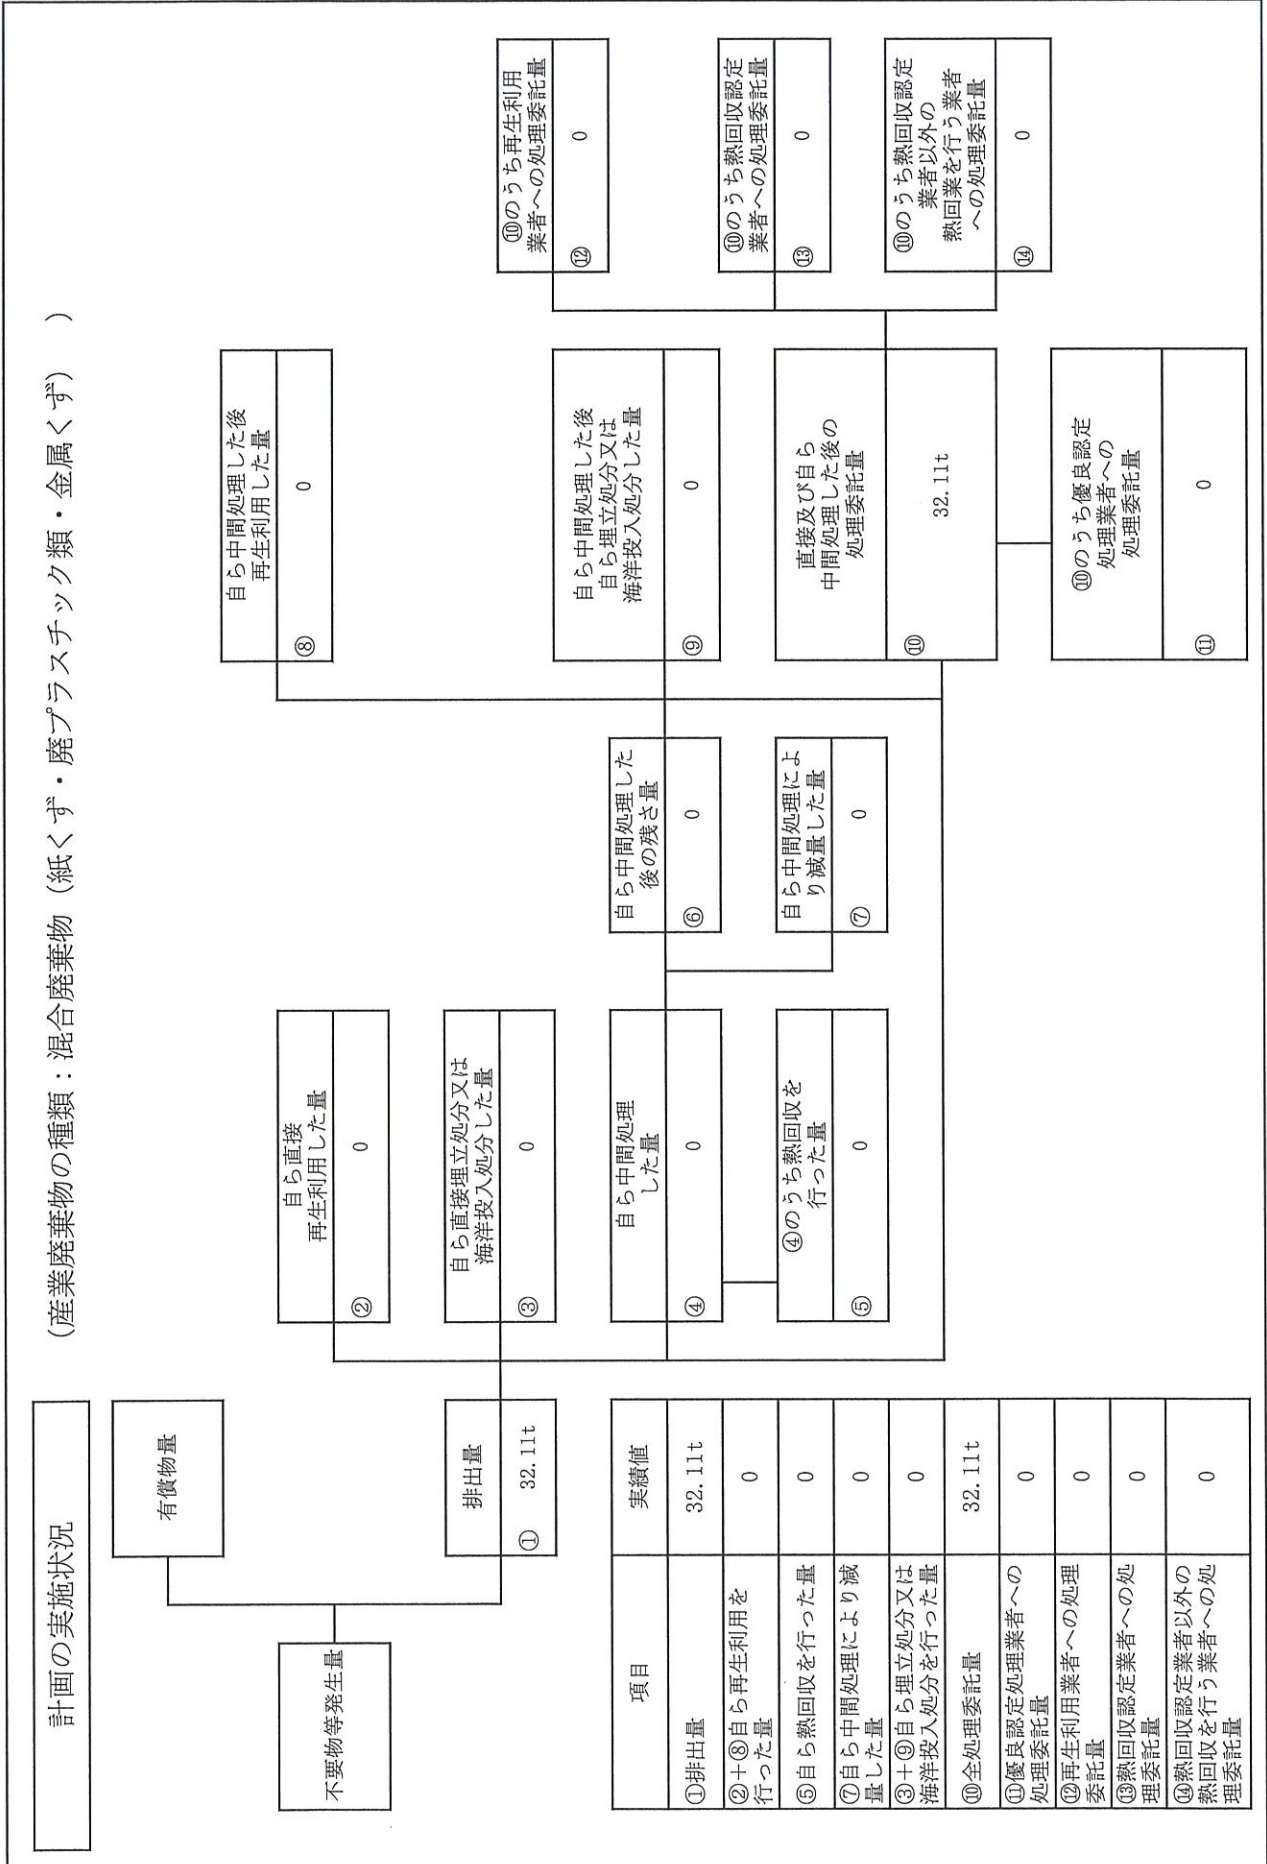 計画の実施状況
（産業廃棄物の種類：混合廃棄物（紙くず・廃プラスチック類・金属くず）　）
不要物等発生量
有償物量
排出量
① 32.11t
自ら直接
再生利用した量
② 0
自ら直接埋立処分又は
海洋投入処分した量
③ 0
自ら中間処理
した量
④ 0
④のうち熱回収を
行った量
⑤ 0
自ら中間処理した
後の残さ量
⑥ 0
自ら中間処理によ
り減量した量
⑦ 0
自ら中間処理した後
再生利用した量
⑧ 0
自ら中間処理した後
自ら埋立処分又は
海洋投入処分した量
⑨ 0
直接及び自ら
中間処理した後の
処理委託量
⑩ 32.11t
⑩のうち優良認定
処理業者への
処理委託量
⑪ 0
⑩のうち再生利用
業者への処理委託量
⑫ 0
⑩のうち熱回収認定
業者への処理委託量
⑬ 0
⑩のうち熱回収認定
業者以外の
熱回業を行う業者
への処理委託量
⑭ 0
項目 実績値
①排出量 32.11t
②＋⑧自ら再生利用を
行った量 0
⑤自ら熱回収を行った量 0
⑦自ら中間処理により減
量した量 0
③＋⑨自ら埋立処分又は
海洋投入処分を行った量 0
⑩全処理委託量 32.11t
⑪優良認定処理業者への
処理委託量 0
⑫再生利用業者への処理
委託量 0
⑬熱回収認定業者への処
理委託量 0
⑭熱回収認定業者以外の
熱回収を行う業者への処
理委託量 0